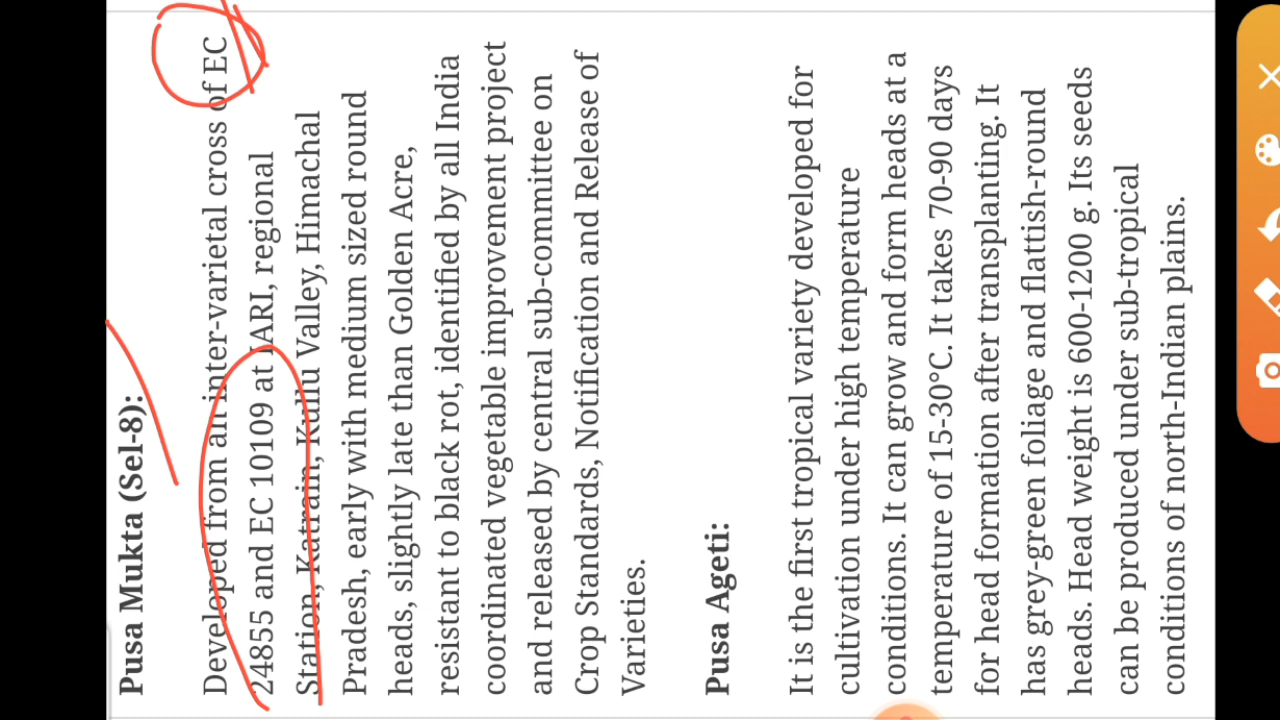 Pusa Mukta (Sel-8):
Developed from an inter-varietal cross of EC
24855 and EC 10109 at IARI, regional
Station, Katrain, Kullu Valley, Himachal
Pradesh, early with medium sized round
heads, slightly late than Golden Acre,
resistant to black rot, identified by all India
coordinated vegetable improvement project
and released by central sub-committee on
Crop Standards, Notification and Release of
Varieties.
Pusa Ageti:
It is the first tropical variety developed for
cultivation under high temperature
conditions. It can grow and form heads at a
temperature of 15-30°C. It takes 70-90 days
for head formation after transplanting. It
has grey-green foliage and flattish-round
heads. Head weight is 600-1200 g. Its seeds
can be produced under sub-tropical
conditions of north-Indian plains.